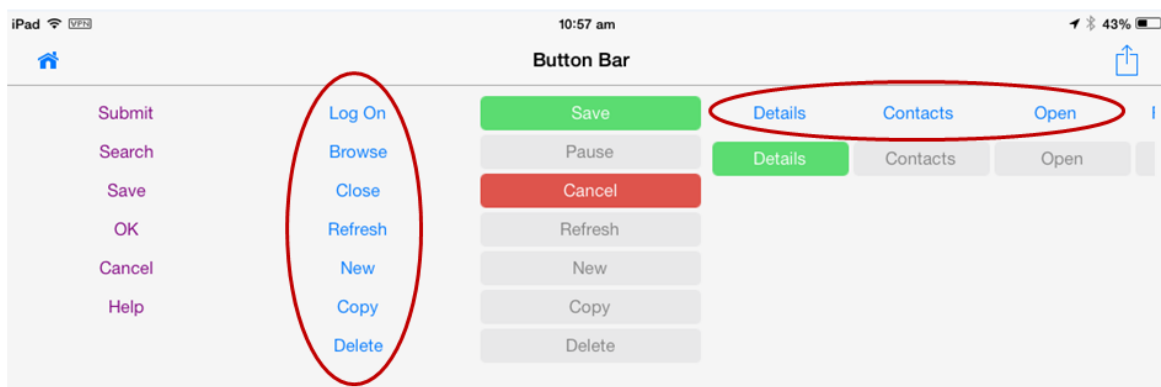 iPad VPN 10:57 am 43%
Button Bar
Submit Log On Save Details Contacts Open
Search Browse Pause Details Contacts Open
Save Close Cancel
OK Refresh Refresh
Cancel New New
Help Copy Copy
Delete Delete